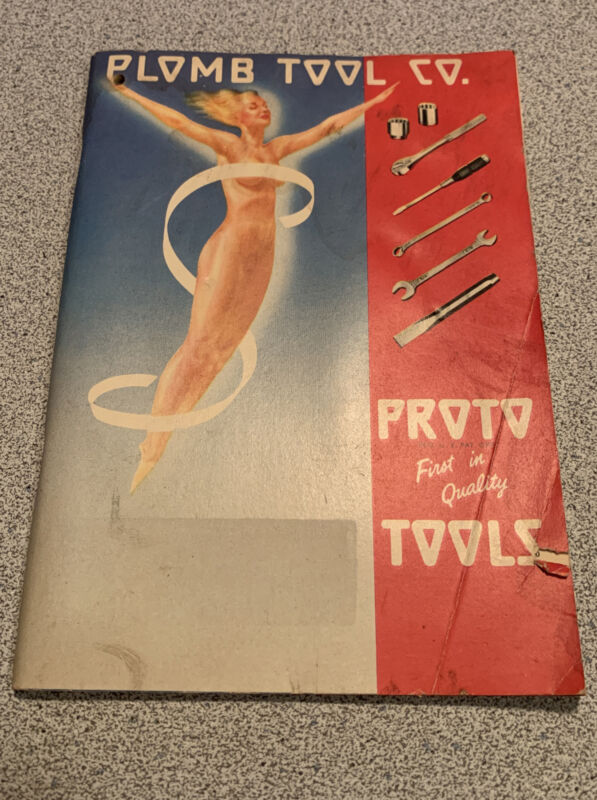 PLOMB TOOL CO.
PROTO
First in
Quality
TOOLS